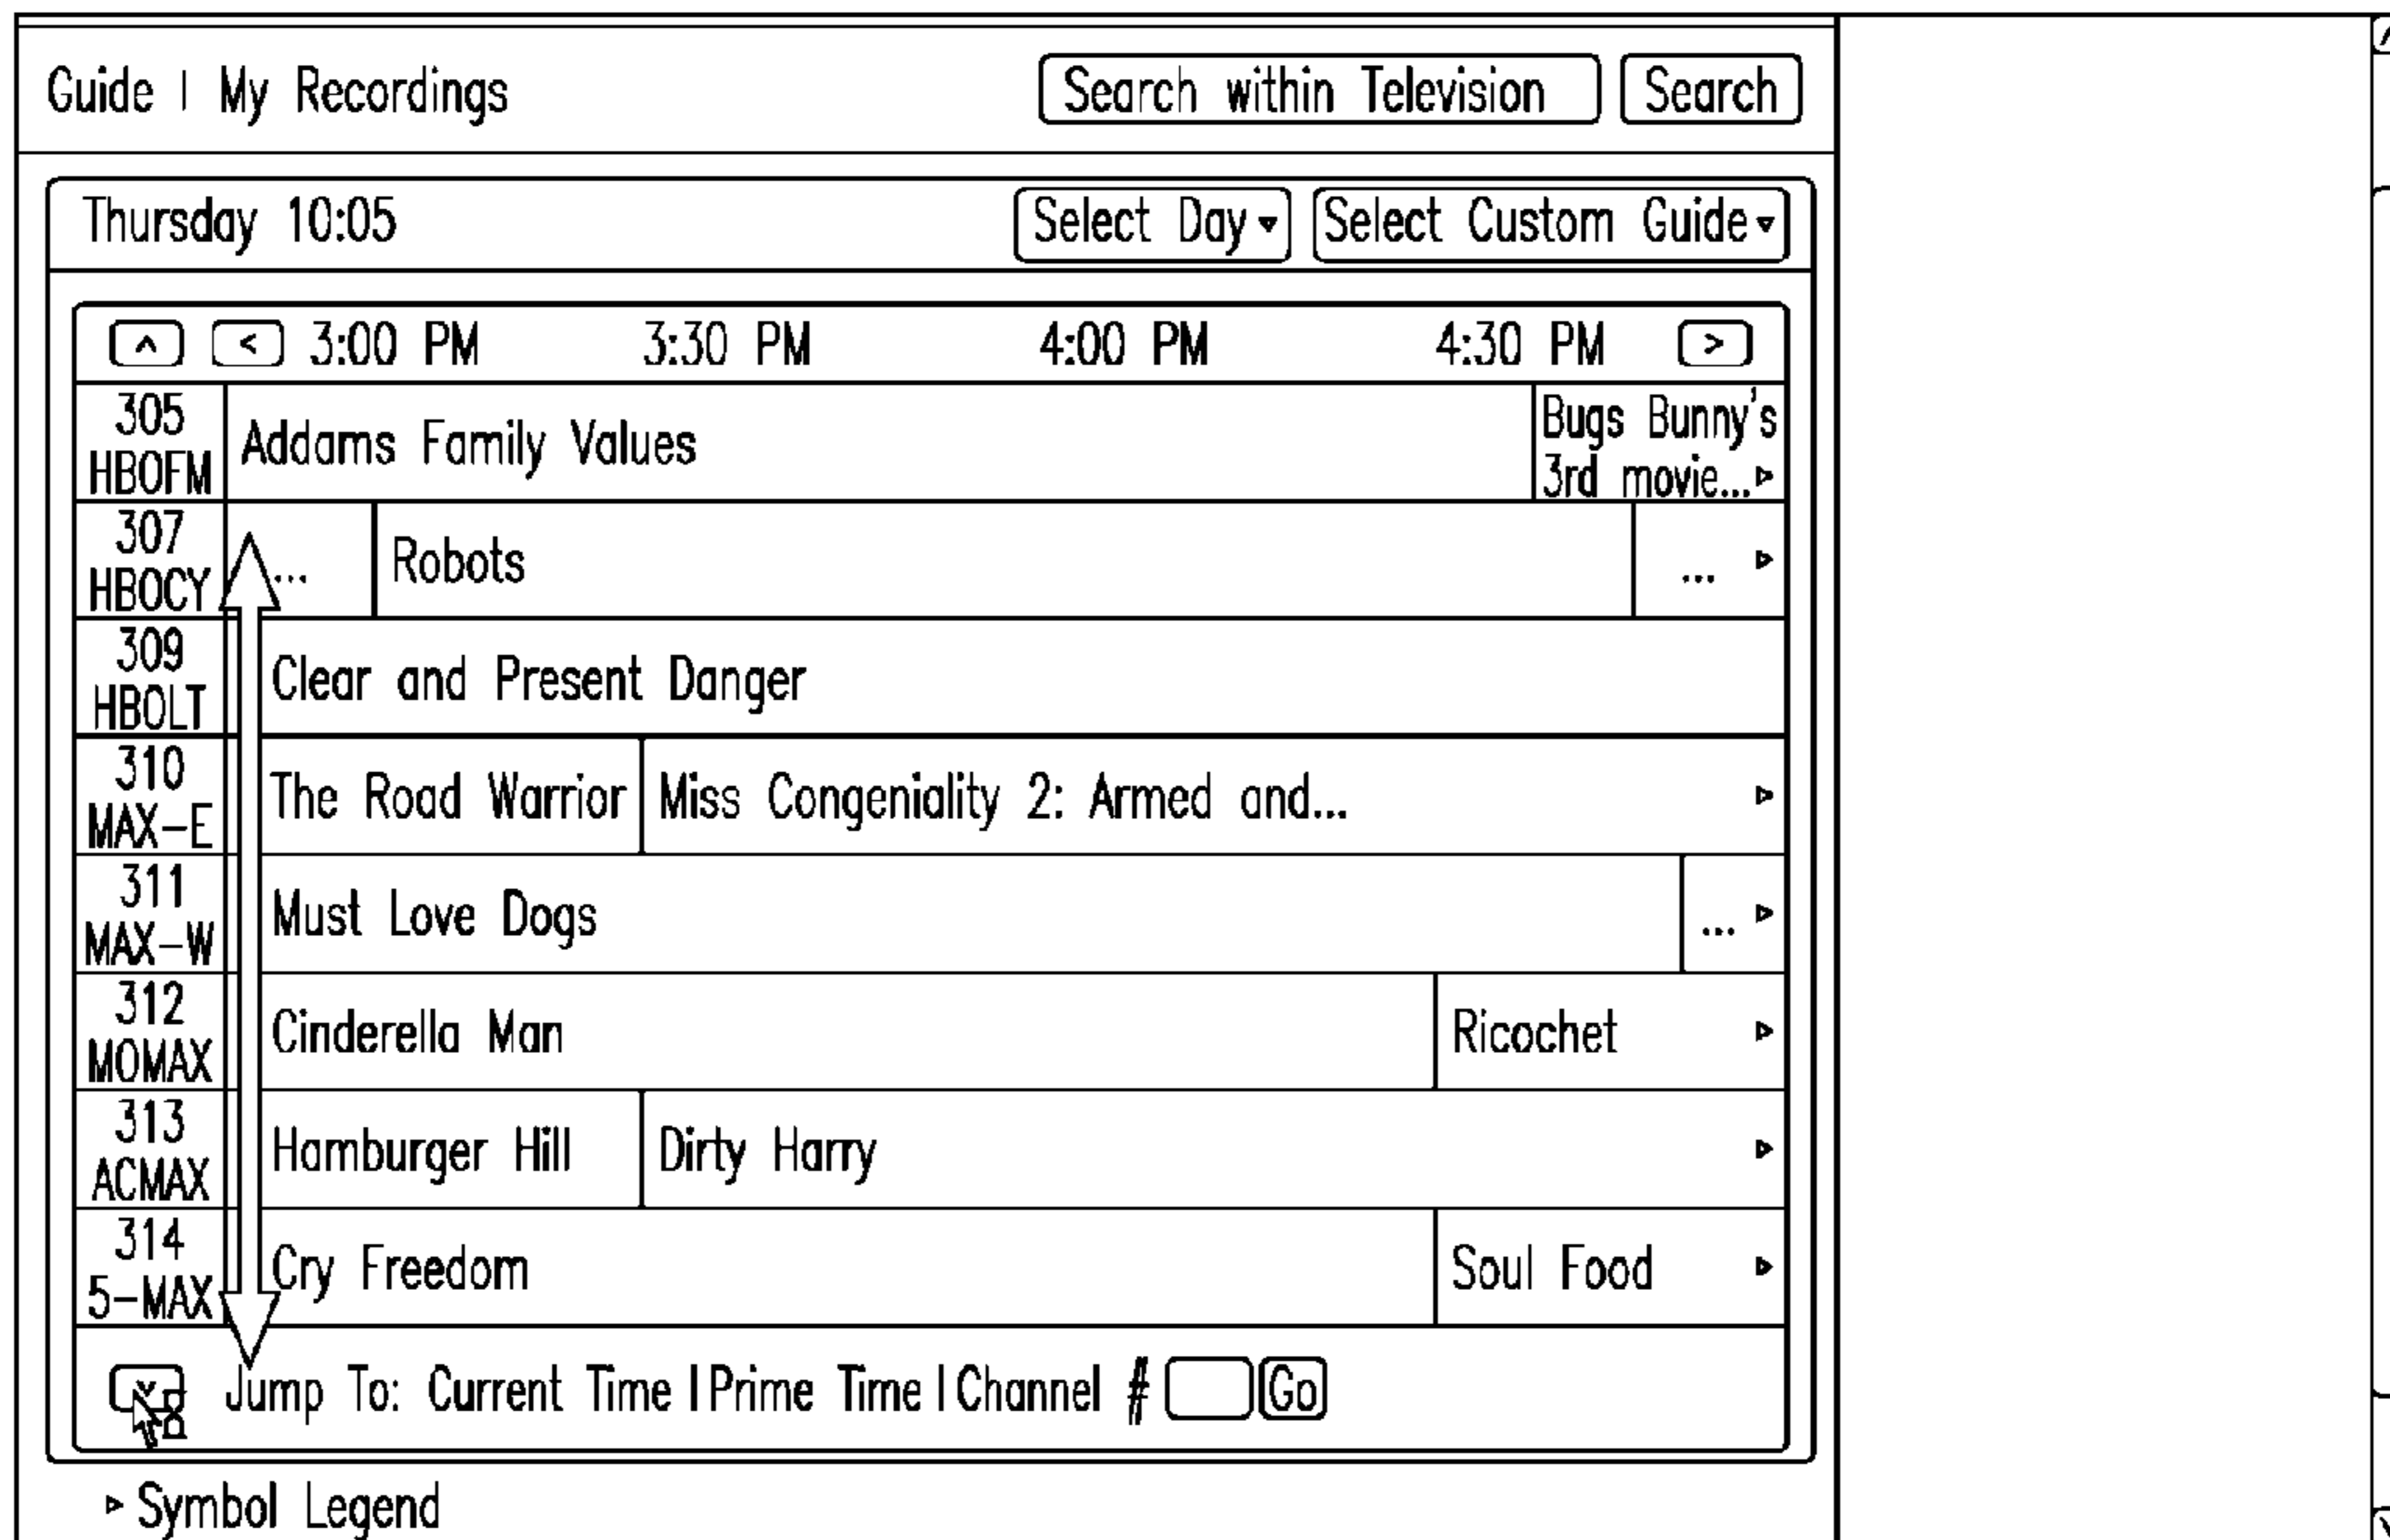 Guide | My Recordings Search within Television Search
Thursday 10:05 Select Day Select Custom Guide
3:00 PM 3:30 PM 4:00 PM 4:30 PM
305
HBOFM
Addams Family Values
Bugs Bunny's
3rd movie...
307
HBOCY
... Robots ...
309
HBOLT
Clear and Present Danger
310
MAX-E
The Road Warrior Miss Congeniality 2: Armed and...
311
MAX-W
Must Love Dogs ...
312
MOMAX
Cinderella Man Ricochet
313
ACMAX
Hamburger Hill Dirty Harry
314
5-MAX
Cry Freedom Soul Food
Jump To: Current Time | Prime Time | Channel # Go
Symbol Legend